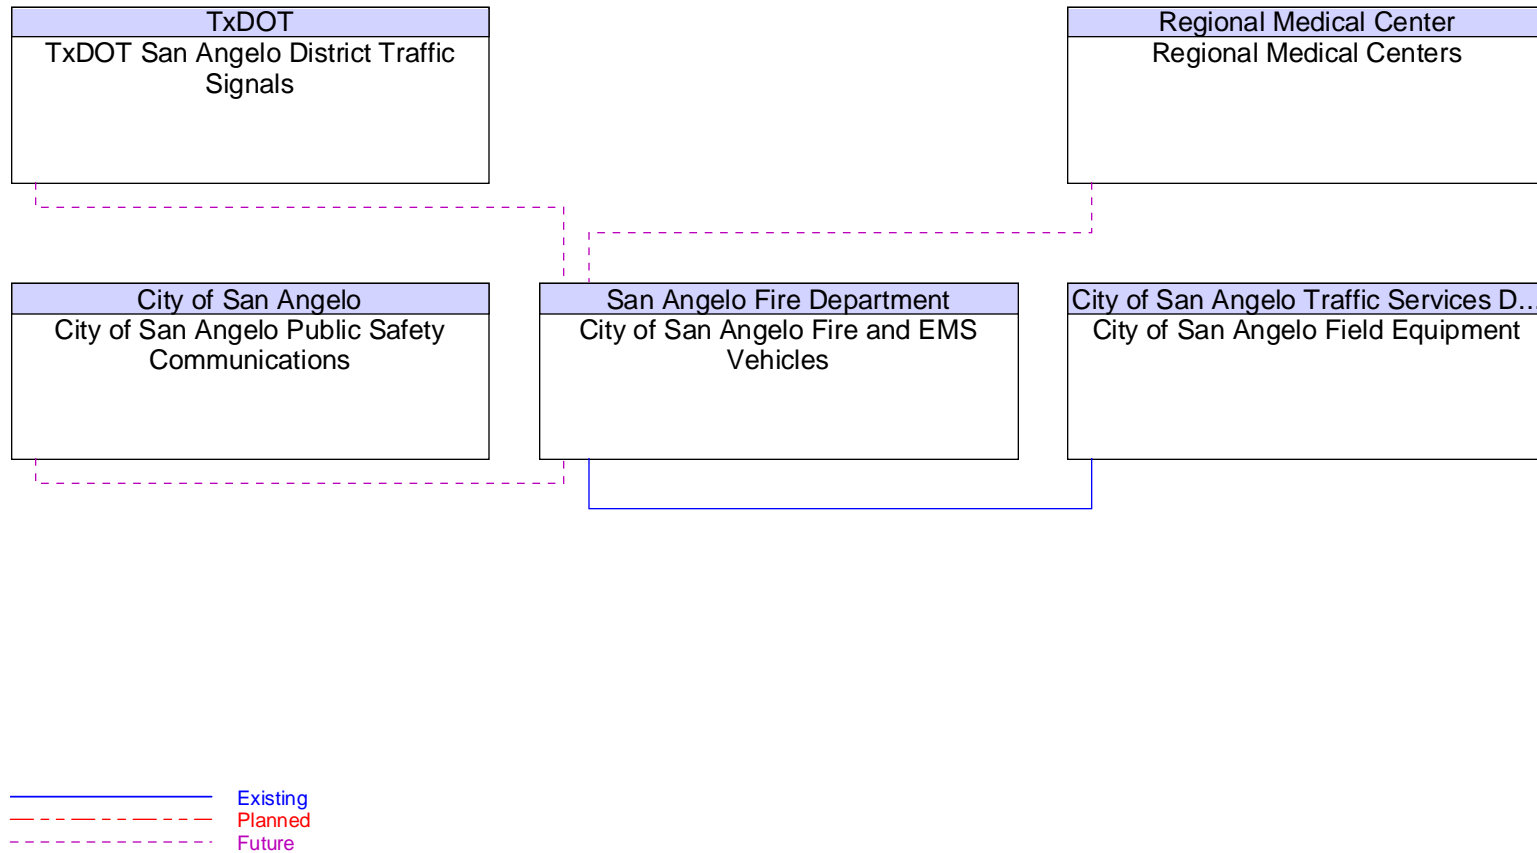 TxDOT
TxDOT San Angelo District Traffic
Signals
Regional Medical Center
Regional Medical Centers
City of San Angelo
City of San Angelo Public Safety
Communications
San Angelo Fire Department
City of San Angelo Fire and EMS
Vehicles
City of San Angelo Traffic Services D...
City of San Angelo Field Equipment
Existing
Planned
Future